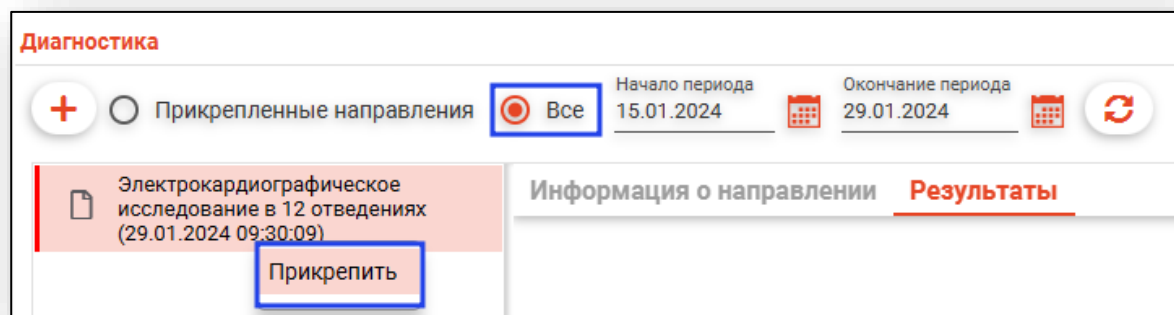 Диагностика
Начало периода
Окончание периода
Прикрепленные направления
Все
15.01.2024
29.01.2024
Электрокардиографическое
исследование в 12 отведениях
(29.01.2024 09:30:09)
Прикрепить
Информация о направлении
Результаты